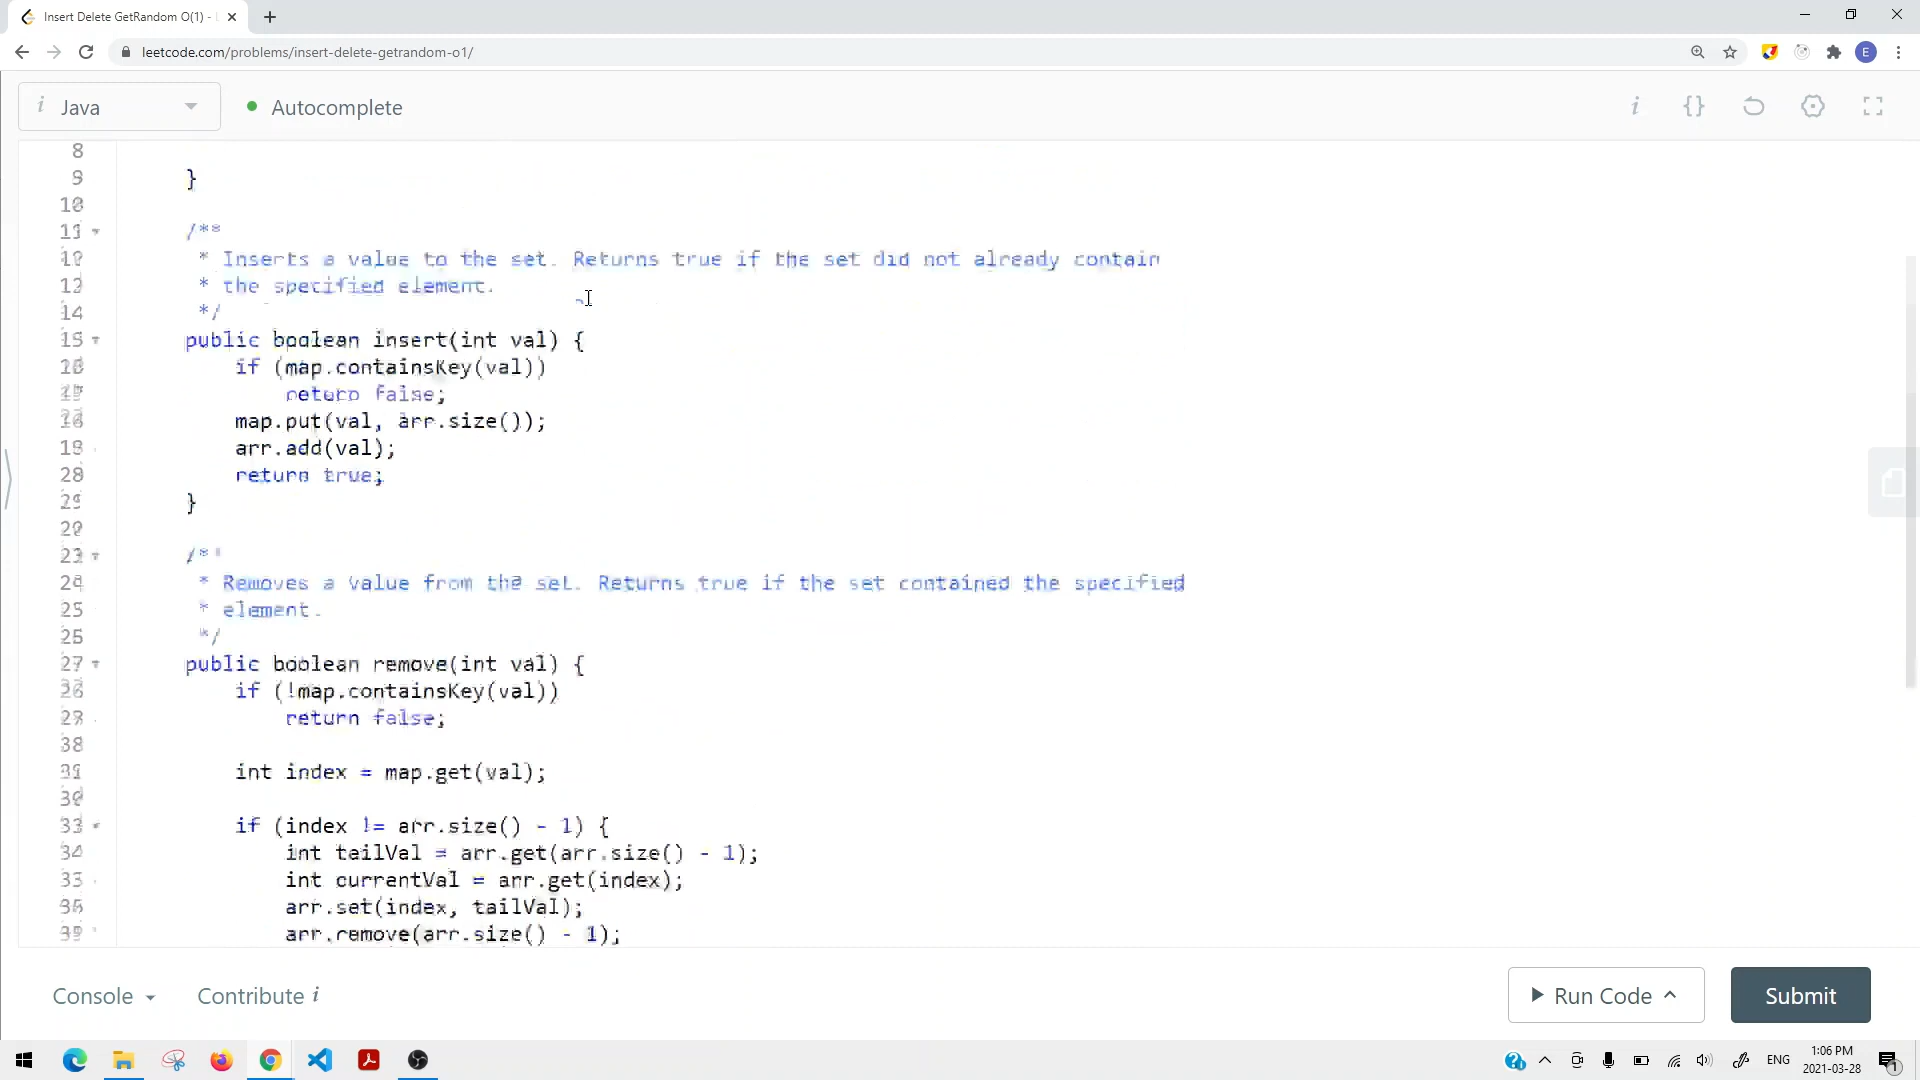 Insert Delete GetRandom O(1) - L
leetcode.com/problems/insert-delete-getrandom-o1/
E
i Java
Autocomplete
i {}
8
9 }
10
11 /**
* Inserts a value to the set. Returns true if the set did not already contain
* the specified element.
14 */
15 public boolean insert(int val) {
if (map.containsKey(val))
return false;
map.put(val, arr.size());
arr.add(val);
return true;
}
/**
* Removes a value from the set. Returns true if the set contained the specified
25 * element.
*/
27 public boolean remove(int val) {
if (!map.containsKey(val))
return false;
int index = map.get(val);
33 if (index != arr.size() - 1) {
34 int tailVal = arr.get(arr.size() - 1);
int currentVal = arr.get(index);
arr.set(index, tailVal);
arr.remove(arr.size() - 1);
Console
Contribute i
Run Code
Submit
ENG
1:06 PM
2021-03-28
1